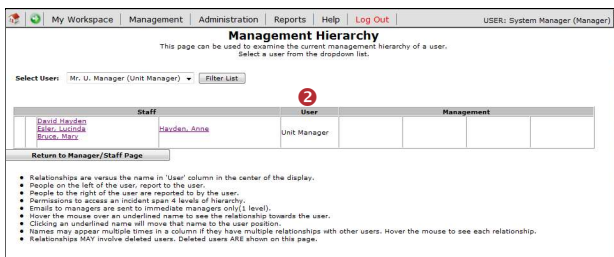 My Workspace Management Administration Reports Help Log Out USER: System Manager (Manager)
Management Hierarchy
This page can be used to examine the current management hierarchy of a user.
Select a user from the dropdown list.
Select User: Mr. U. Manager (Unit Manager) Filter List
2
Staff User Management
David Hayden
Esler, Lucinda Hayden, Anne Unit Manager
Bruce, Mary
Return to Manager/Staff Page
• Relationships are versus the name in 'User' column in the center of the display.
• People on the left of the user, report to the user.
• People to the right of the user are reported to by the user.
• Permissions to access an incident span 4 levels of hierarchy.
• Emails to managers are sent to immediate managers only(1 level).
• Hover the mouse over an underlined name to see the relationship towards the user.
• Clicking an underlined name will move that name to the user position.
• Names may appear multiple times in a column if they have multiple relationships wth other users. Hover the mouse to see each relationship.
• Relationships MAY involve deleted users. Deleted users ARE shown on this page.